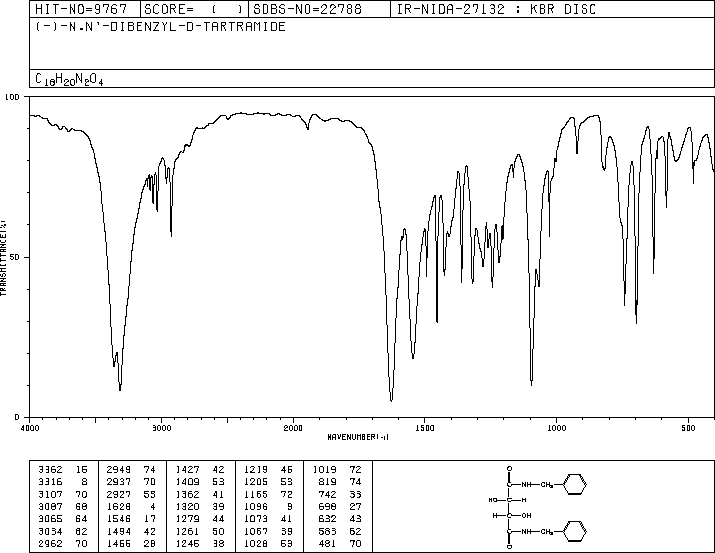 HIT-NO=9767 SCORE= ( ) SDBS-NO=22788 IR-NIDA-27132 : KBR DISC
(-)-N,N'-DIBENZYL-D-TARTRAMIDE
C18H20N2O4
100
50
0
TRANSMITTANCE(%)
4000 3000 2000 1500 1000 500
WAVENUMBER(-1)
3362 16 2949 74 1427 42 1219 46 1019 72
3316 8 2937 70 1409 53 1205 53 819 74
3107 70 2927 55 1362 41 1165 72 742 33
3087 68 1628 4 1320 39 1096 9 698 27
3065 64 1546 17 1279 44 1073 41 632 43
3034 62 1494 42 1261 50 1067 39 583 62
2962 70 1455 28 1245 38 1028 53 481 70
O
C-NH-CH2
HO-C-H
H-C-OH
C-NH-CH2
O